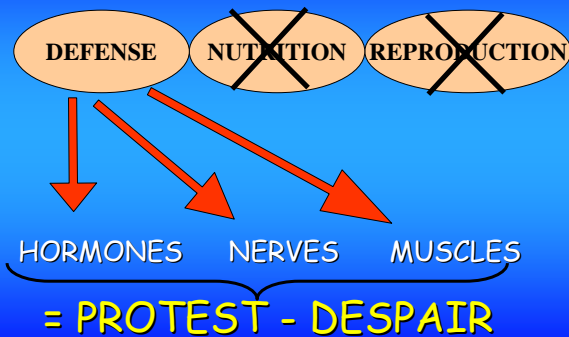 DEFENSE NUTRITION REPRODUCTION
HORMONES NERVES MUSCLES
= PROTEST - DESPAIR